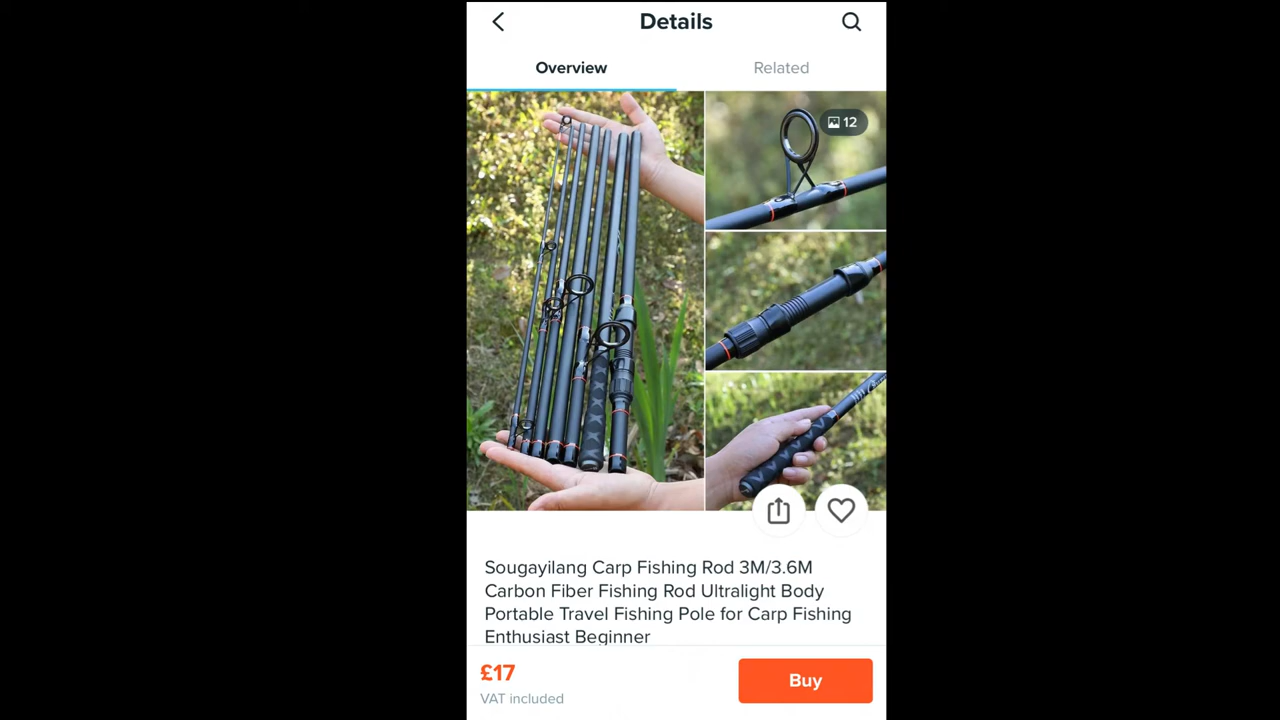 Details
Overview
Related
12
Sougayilang Carp Fishing Rod 3M/3.6M
Carbon Fiber Fishing Rod Ultralight Body
Portable Travel Fishing Pole for Carp Fishing
Enthusiast Beginner
£17
VAT included
Buy